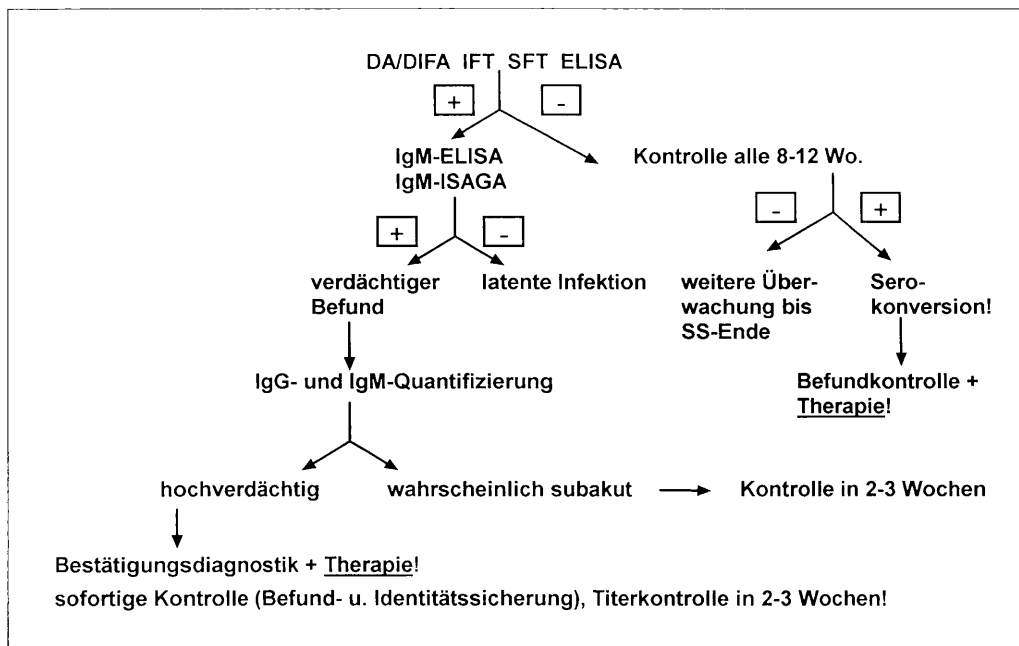 DA/DIFA IFT SFT ELISA
+
-
IgM-ELISA
IgM-ISAGA
Kontrolle alle 8-12 Wo.
+
-
-
+
verdächtiger
Befund
latente Infektion
weitere Über-
wachung bis
SS-Ende
Sero-
konversion!
IgG- und IgM-Quantifizierung
Befundkontrolle +
Therapie!
hochverdächtig
wahrscheinlich subakut
Kontrolle in 2-3 Wochen
Bestätigungsdiagnostik + Therapie!
sofortige Kontrolle (Befund- u. Identitätssicherung), Titerkontrolle in 2-3 Wochen!